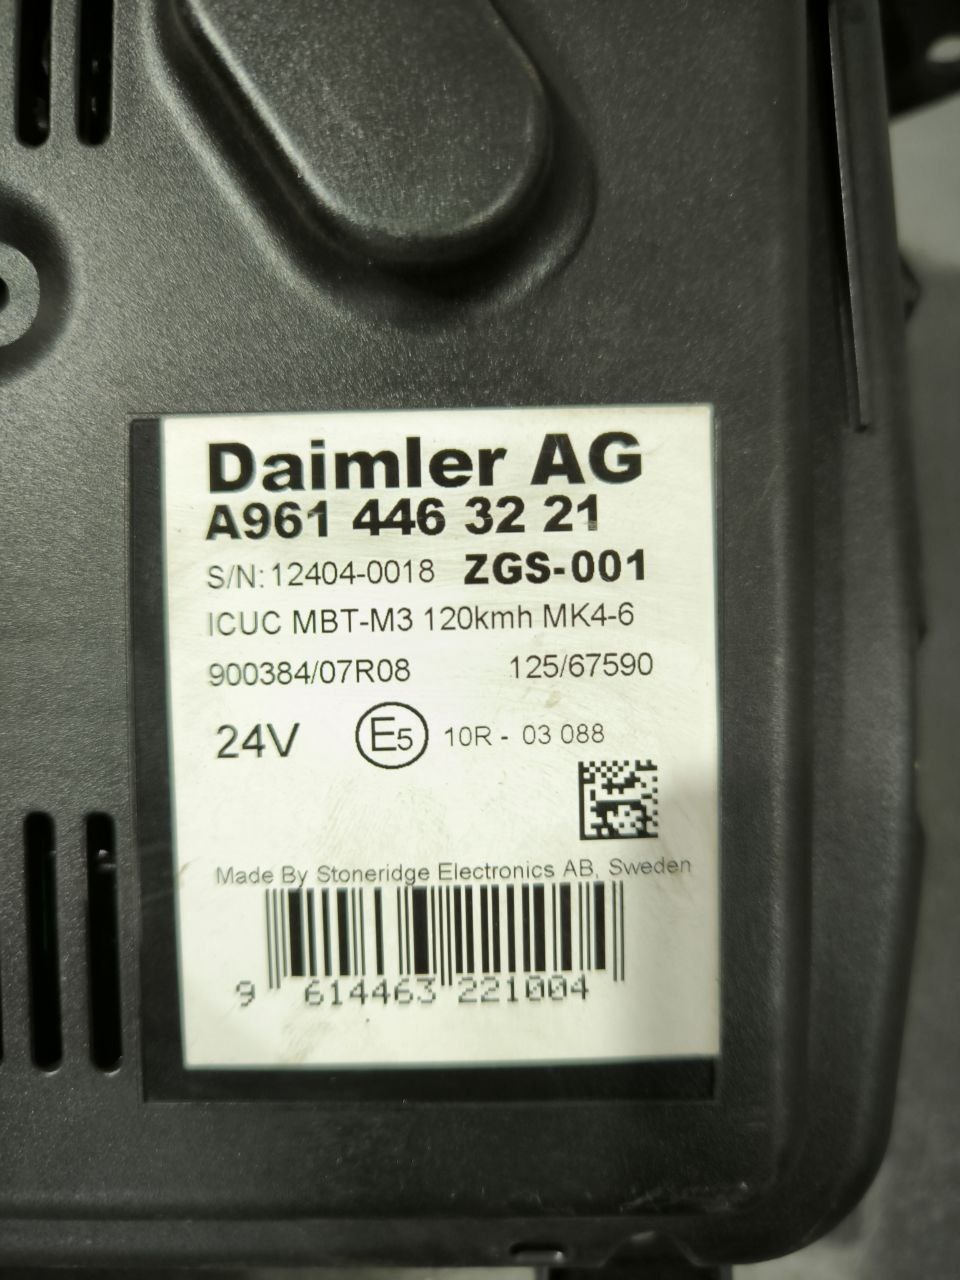 Daimler AG
A961 446 32 21
S/N: 12404-0018 ZGS-001
ICUC MBT-M3 120kmh MK4-6
900384/07R08 125/67590
24V E5 10R - 03 088
Made By Stoneridge Electronics AB, Sweden
9 614463 221004